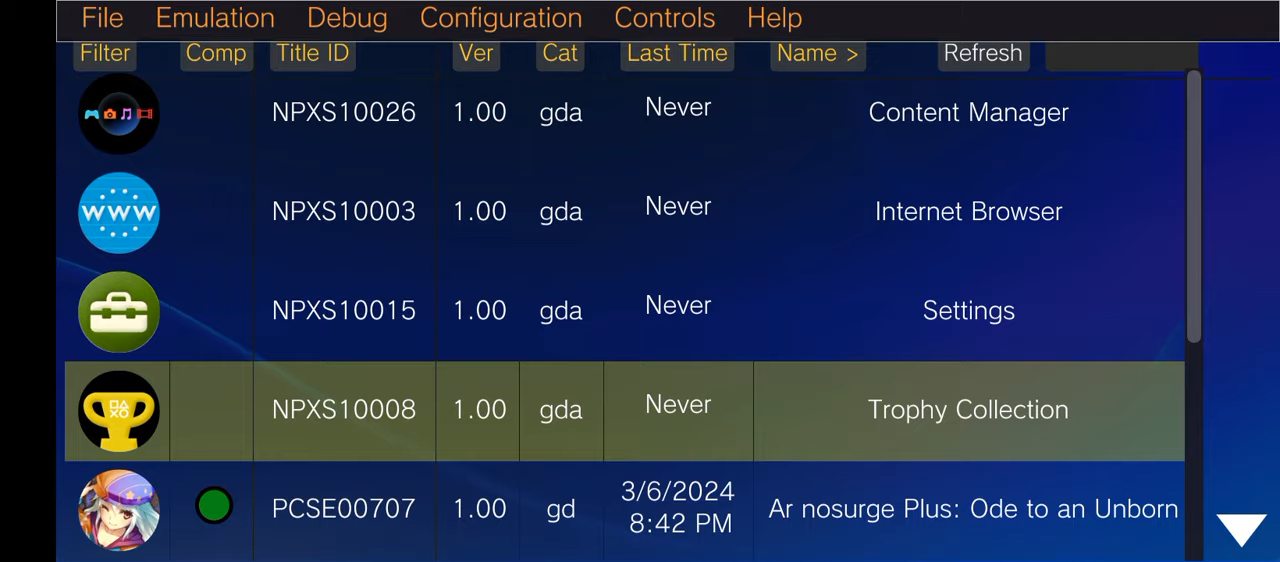 File Emulation Debug Configuration Controls Help
Filter Comp Title ID Ver Cat Last Time Name > Refresh
NPXS10026 1.00 gda Never Content Manager
WWW NPXS10003 1.00 gda Never Internet Browser
NPXS10015 1.00 gda Never Settings
NPXS10008 1.00 gda Never Trophy Collection
PCSE00707 1.00 gd 3/6/2024 8:42 PM Ar nosurge Plus: Ode to an Unborn